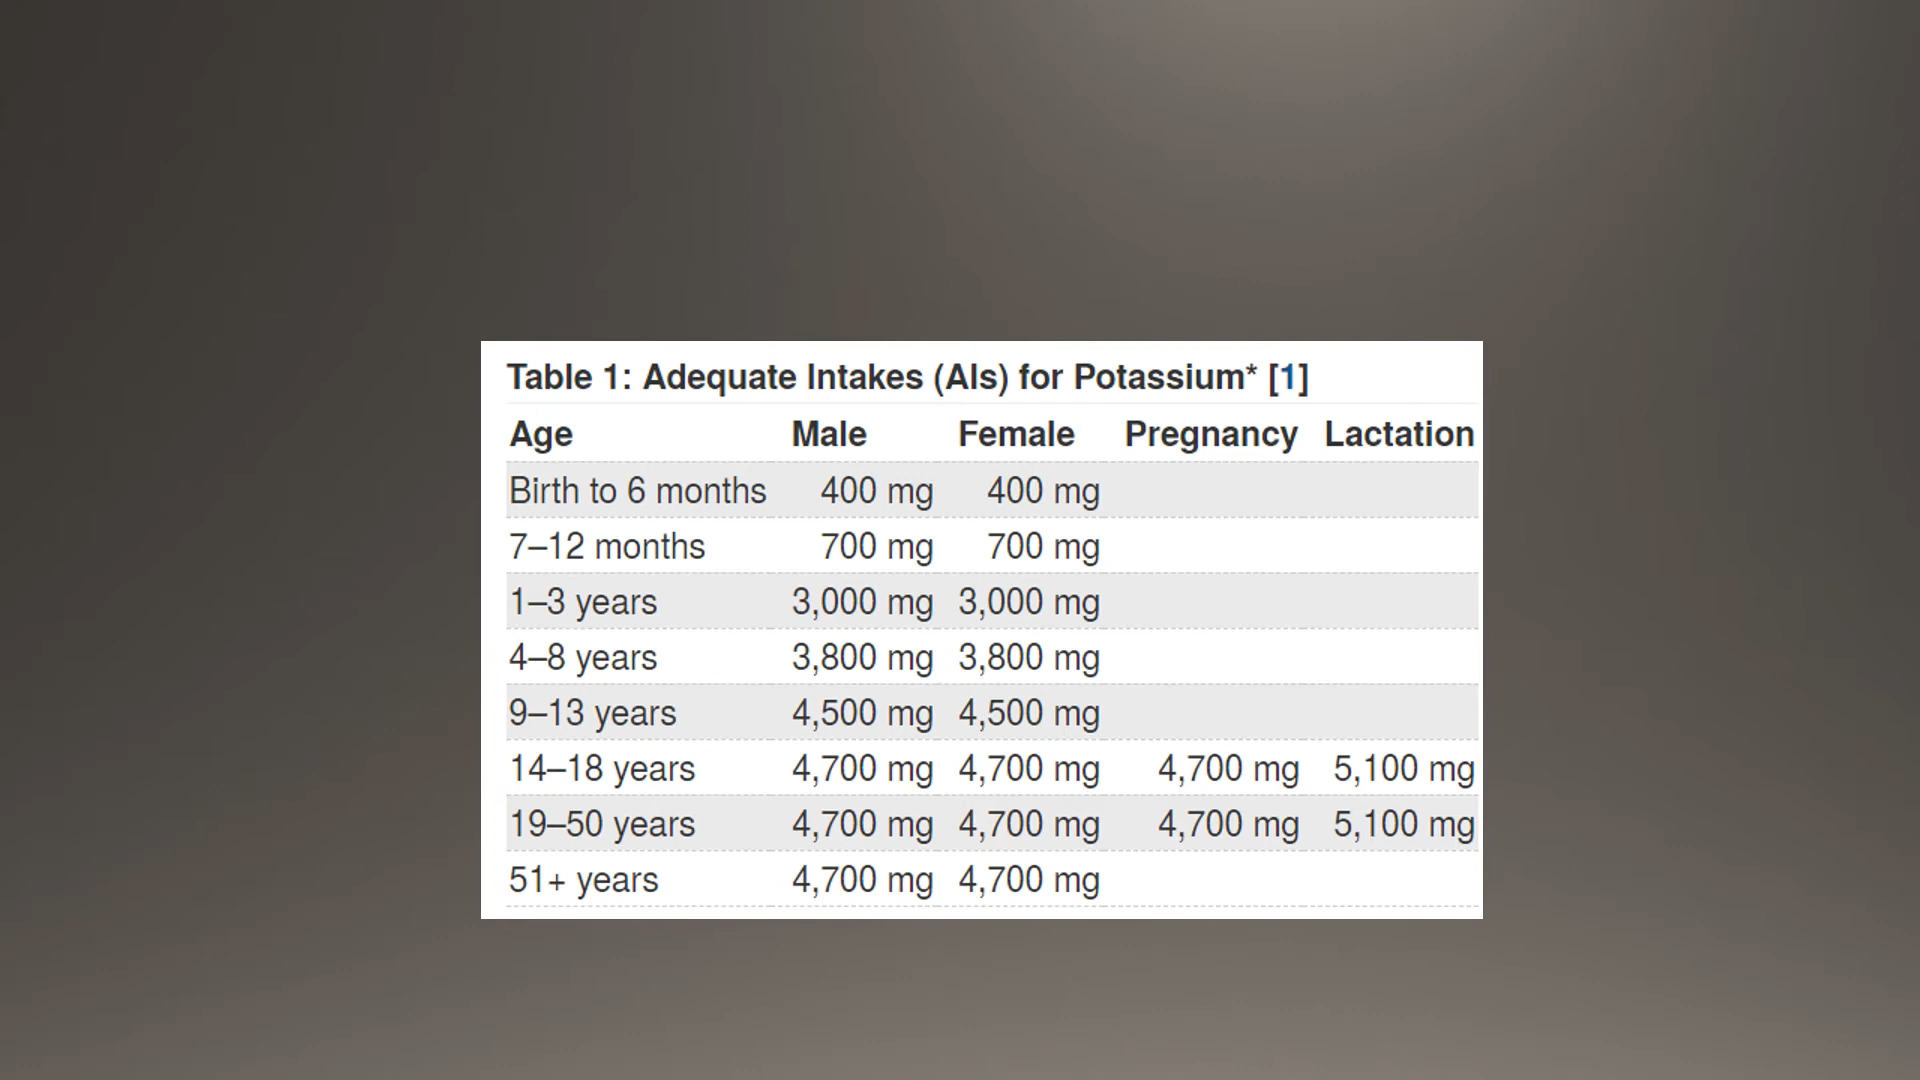 Table 1: Adequate Intakes (AIs) for Potassium* [1]
Age Male Female Pregnancy Lactation
Birth to 6 months 400 mg 400 mg
7–12 months 700 mg 700 mg
1–3 years 3,000 mg 3,000 mg
4–8 years 3,800 mg 3,800 mg
9–13 years 4,500 mg 4,500 mg
14–18 years 4,700 mg 4,700 mg 4,700 mg 5,100 mg
19–50 years 4,700 mg 4,700 mg 4,700 mg 5,100 mg
51+ years 4,700 mg 4,700 mg